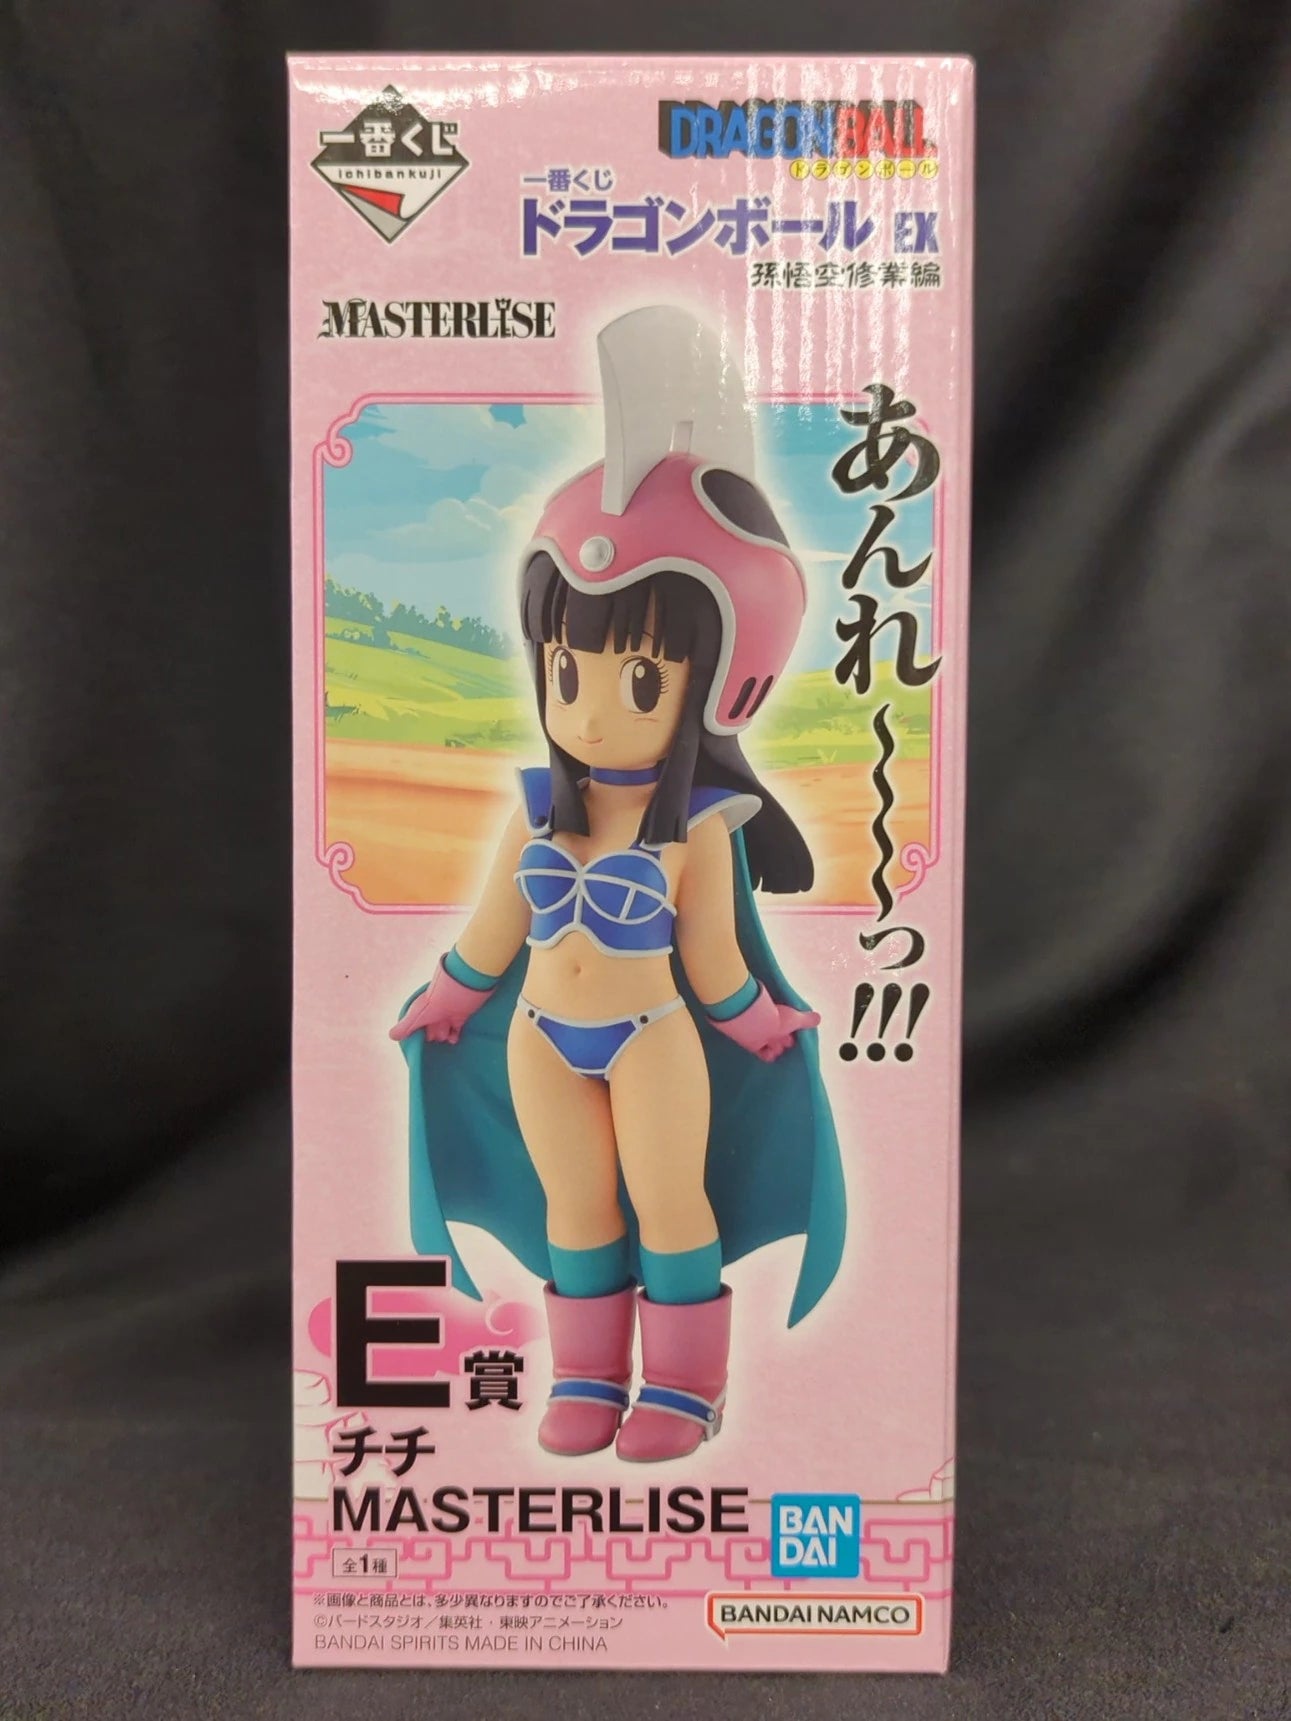 一番くじ
ichibankuji
DRAGON BALL
ドラゴンボール
一番くじ
ドラゴンボール EX
孫悟空修業編
MASTERLISE
あんれ〜〜〜っ!!!
E賞
チチ
MASTERLISE
全1種
BAN
DAI
※画像と商品とは、多少異なりますのでご了承ください。
©バードスタジオ／集英社・東映アニメーション
BANDAI SPIRITS MADE IN CHINA
BANDAI NAMCO